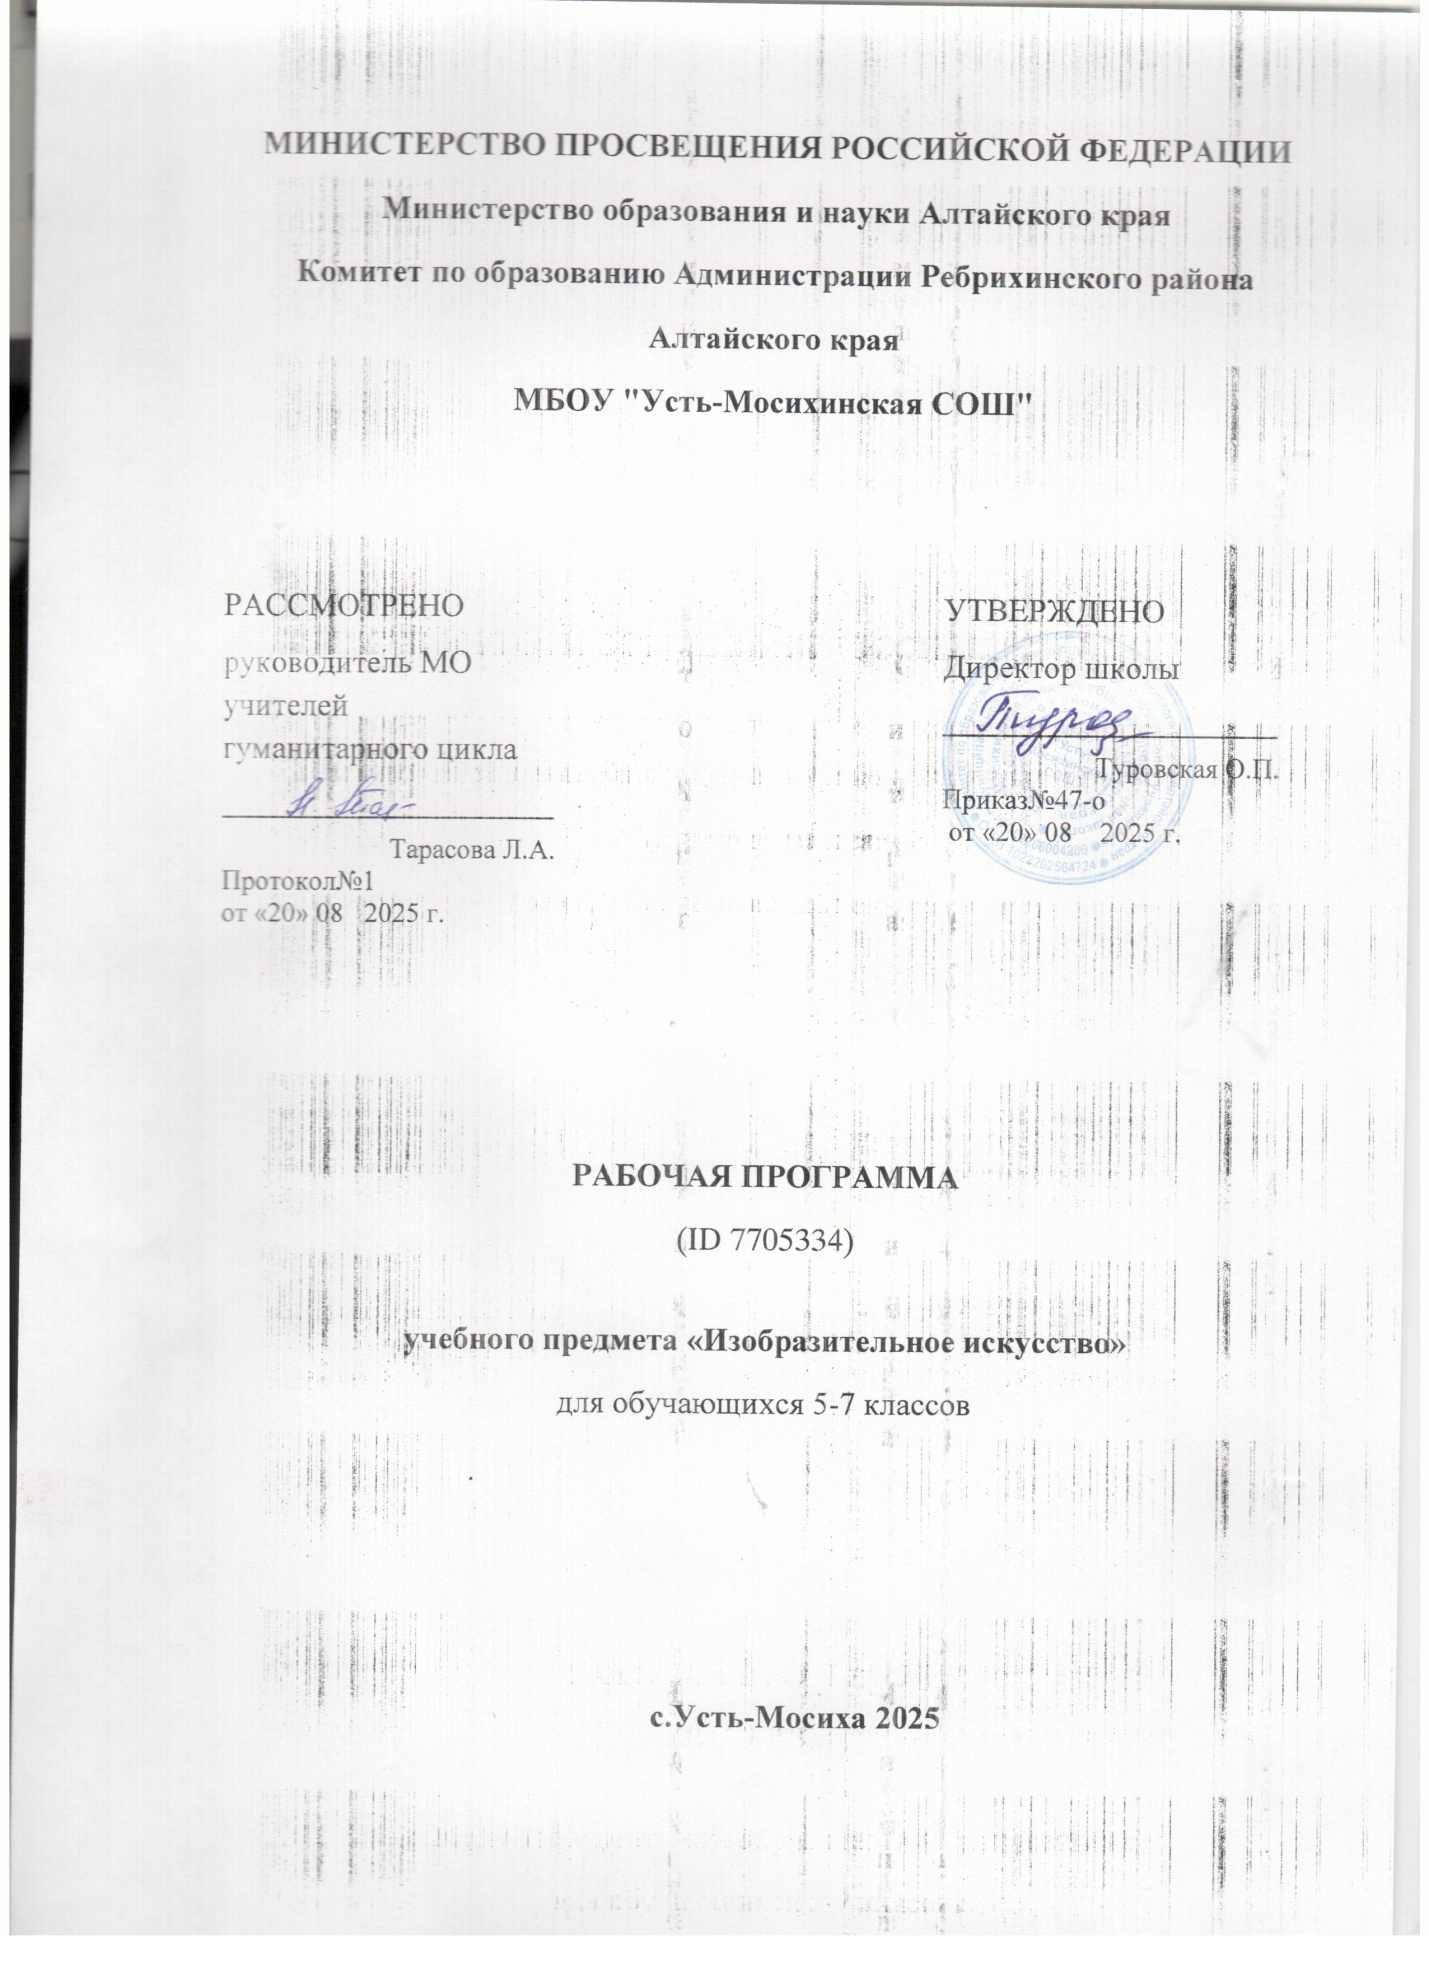 МИНИСТЕРСТВО ПРОСВЕЩЕНИЯ РОССИЙСКОЙ ФЕДЕРАЦИИ
Министерство образования и науки Алтайского края
Комитет по образованию Администрации Ребрихинского района
Алтайского края
МБОУ "Усть-Мосихинская СОШ"
РАССМОТРЕНО
руководитель МО
учителей
гуманитарного цикла
Тарасова Л.А.
Протокол№1
от «20» 08 2025 г.
УТВЕРЖДЕНО
Директор школы
Туровская О.П.
Приказ№47-о
от «20» 08 2025 г.
1022202564724
РАБОЧАЯ ПРОГРАММА
(ID 7705334)
учебного предмета «Изобразительное искусство»
для обучающихся 5-7 классов
с.Усть-Мосиха 2025